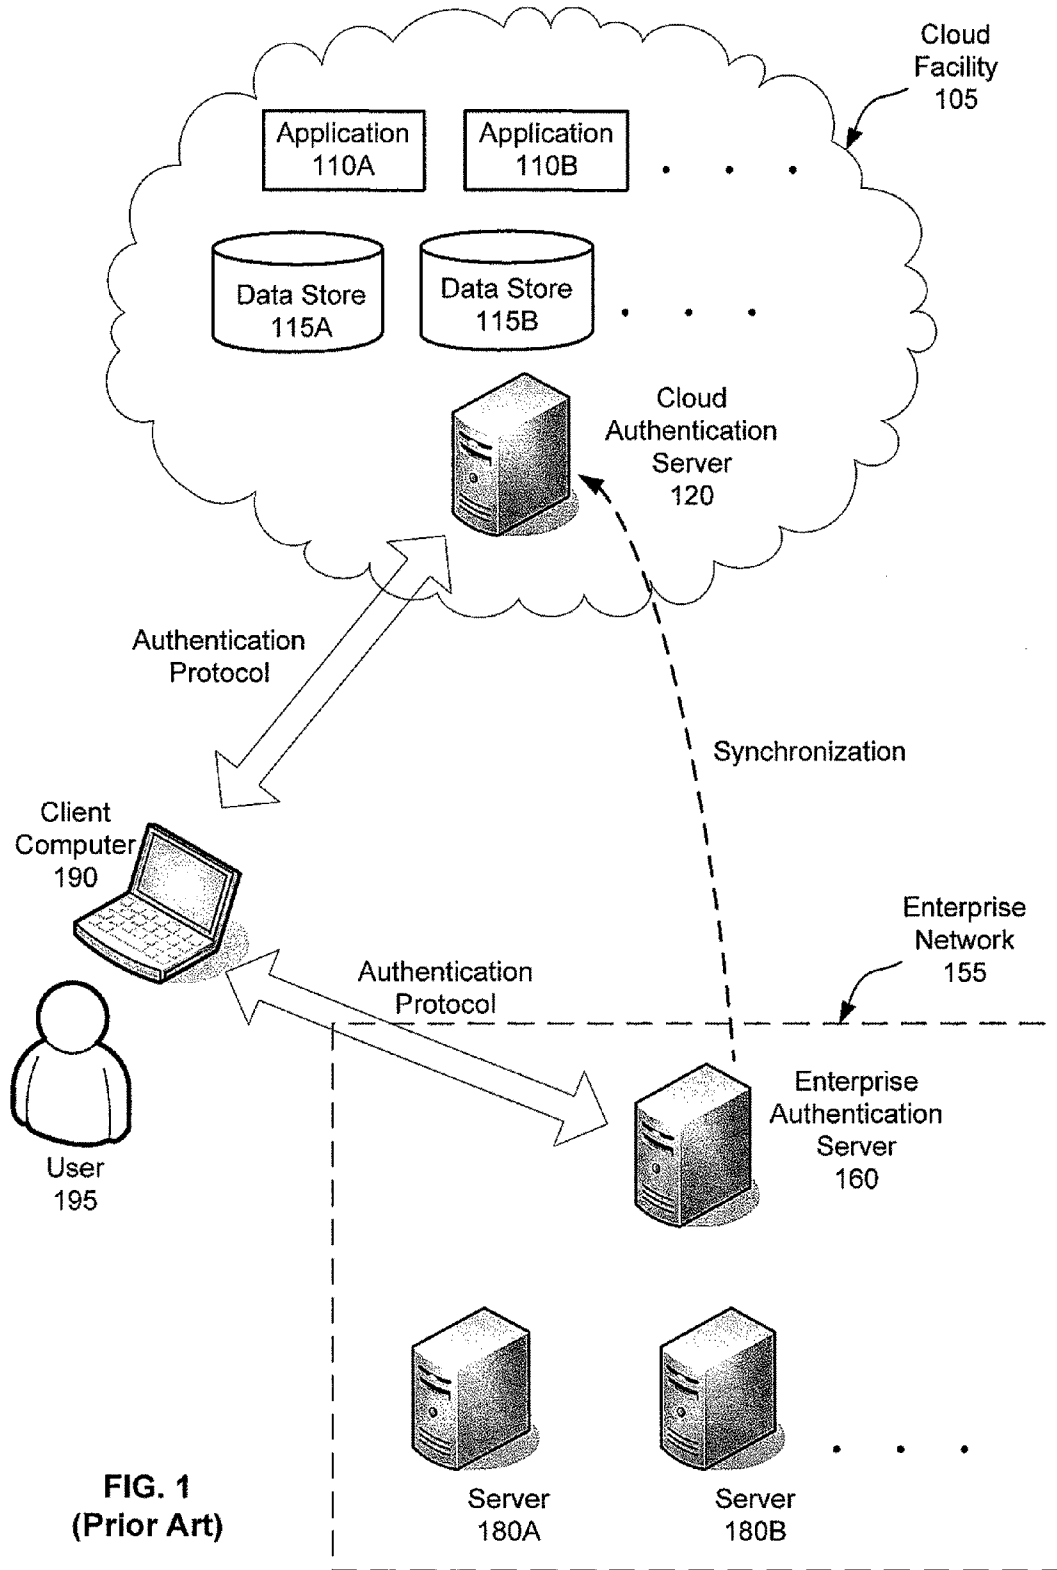 Cloud
Facility
105
Application
110A
Application
110B
Data Store
115A
Data Store
115B
Cloud
Authentication
Server
120
Authentication
Protocol
Synchronization
Client
Computer
190
Enterprise
Network
155
Authentication
Protocol
Enterprise
Authentication
Server
160
User
195
Server
180A
Server
180B
FIG. 1
(Prior Art)